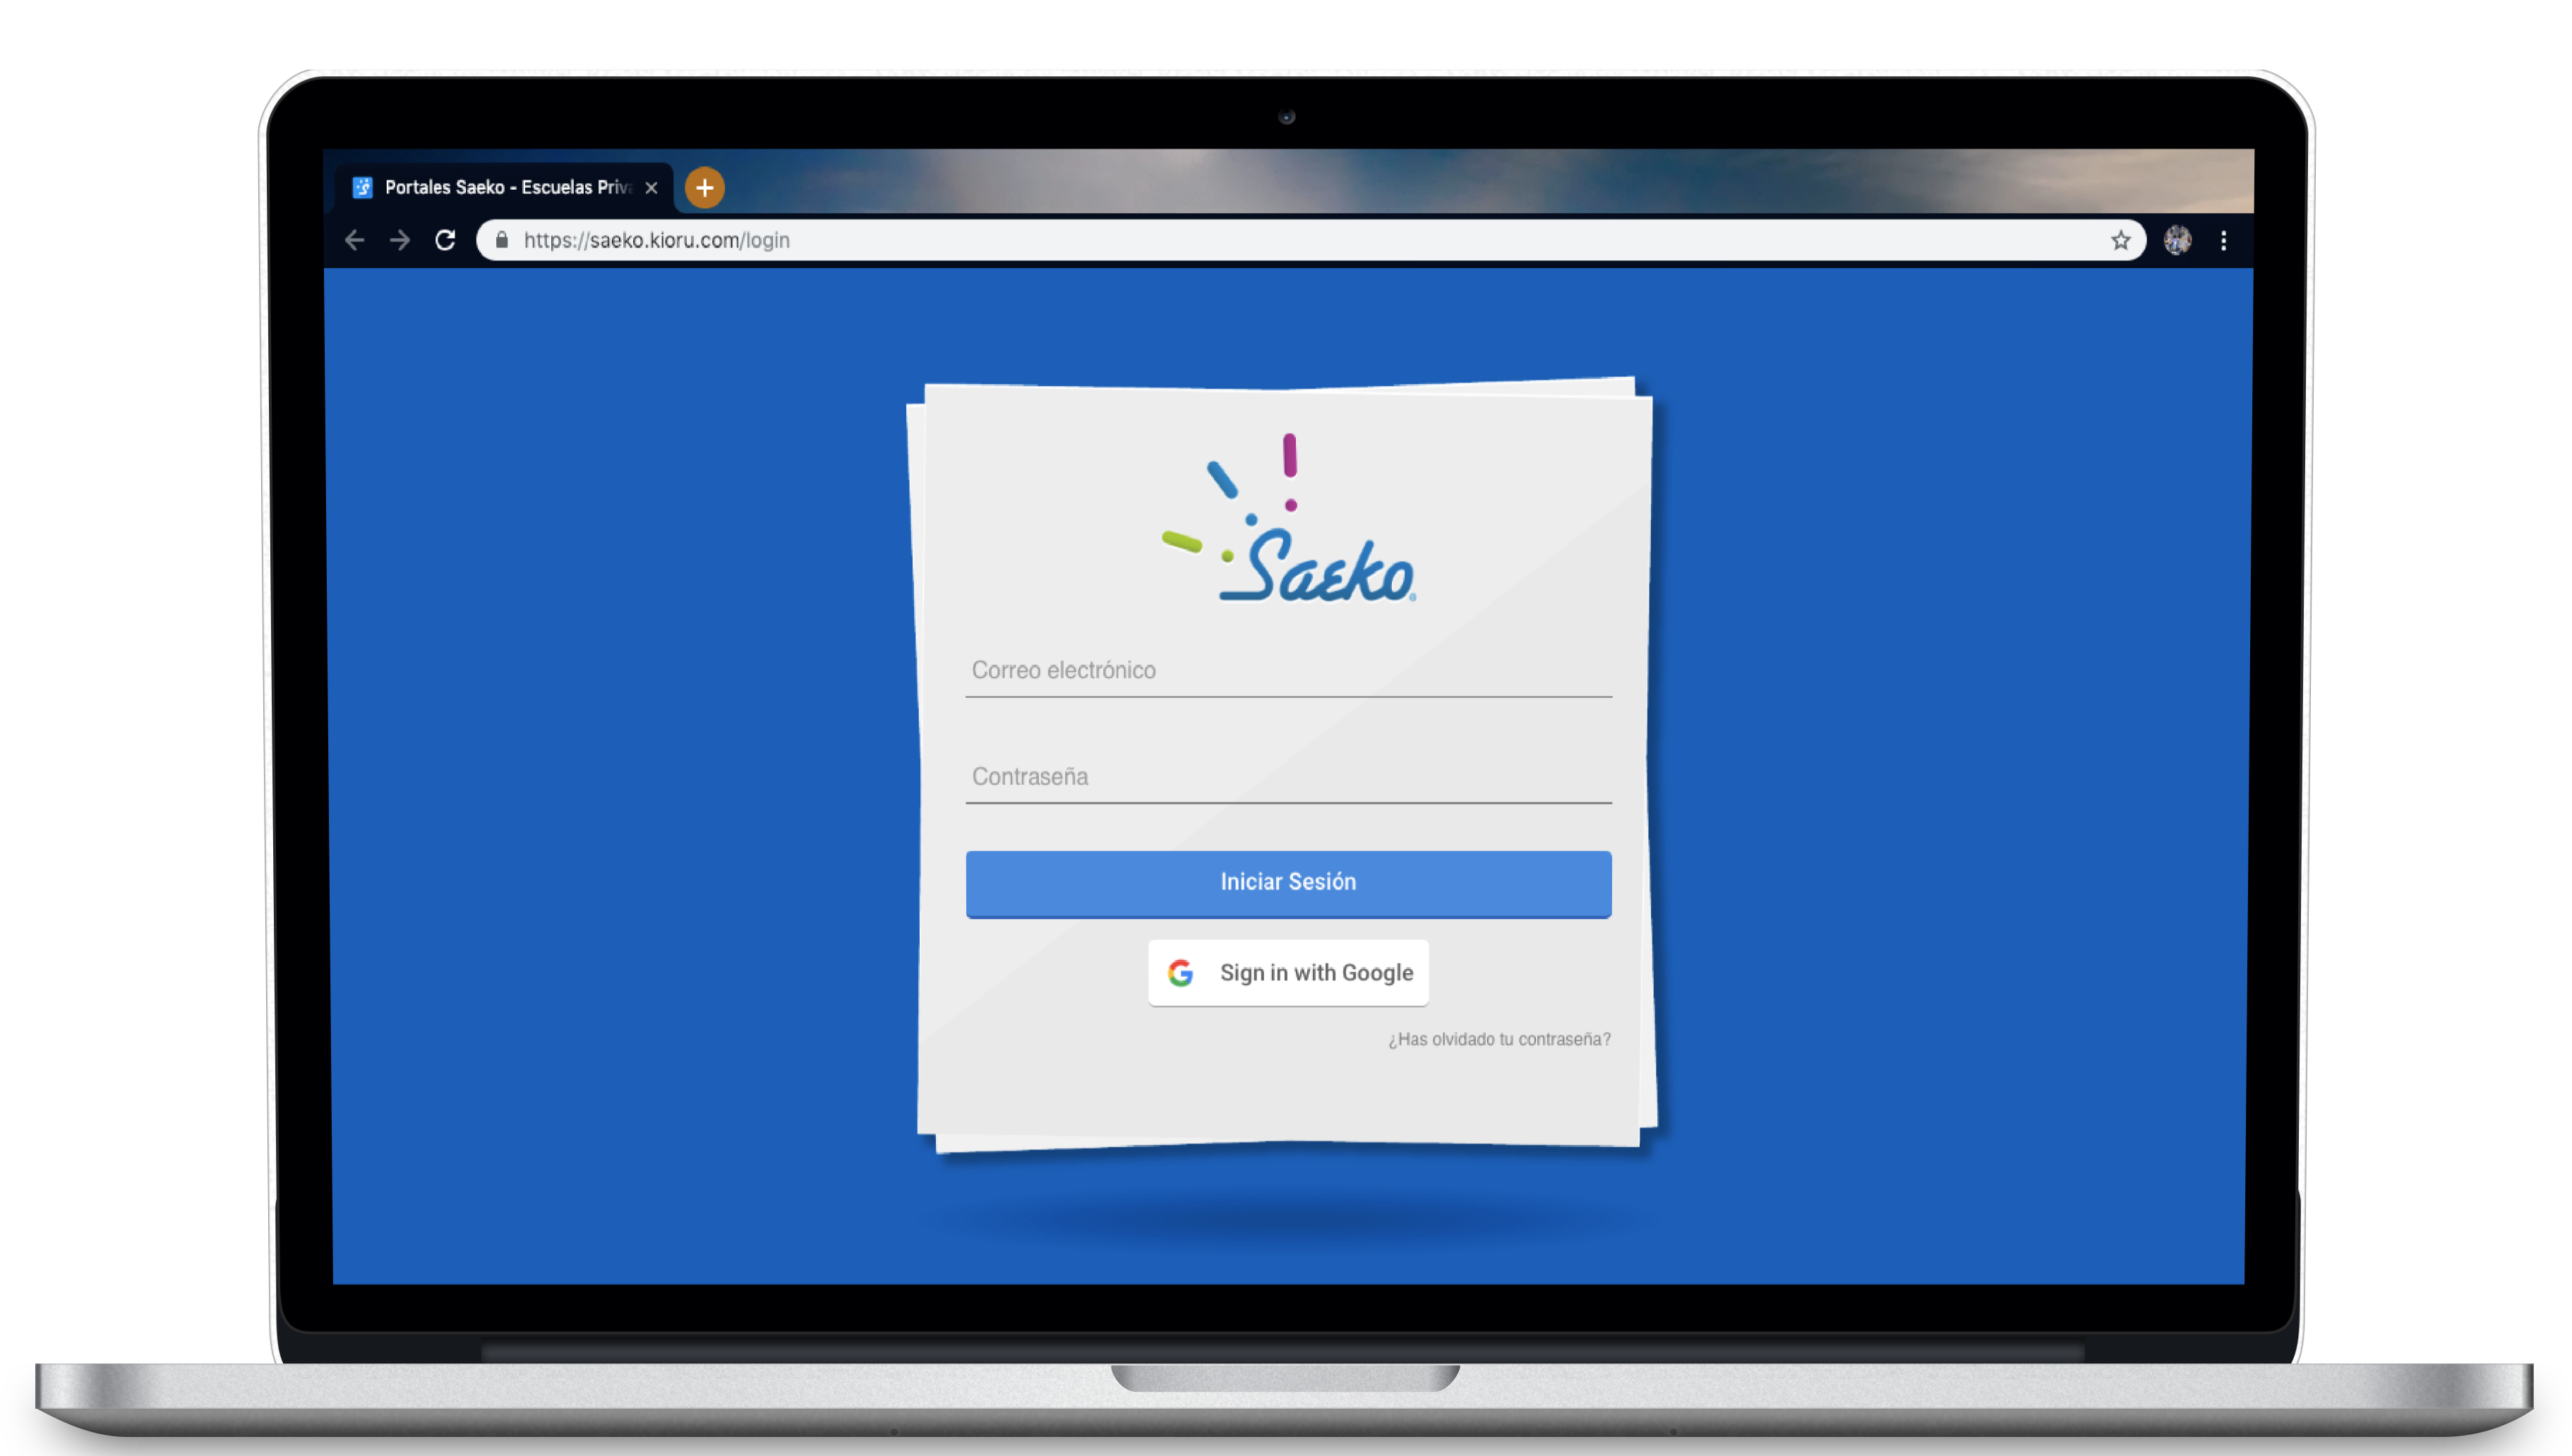 Portales Saeko - Escuelas Priv
https://saeko.kioru.com/login
Saeko
Correo electrónico
Contraseña
Iniciar Sesión
Sign in with Google
¿Has olvidado tu contraseña?